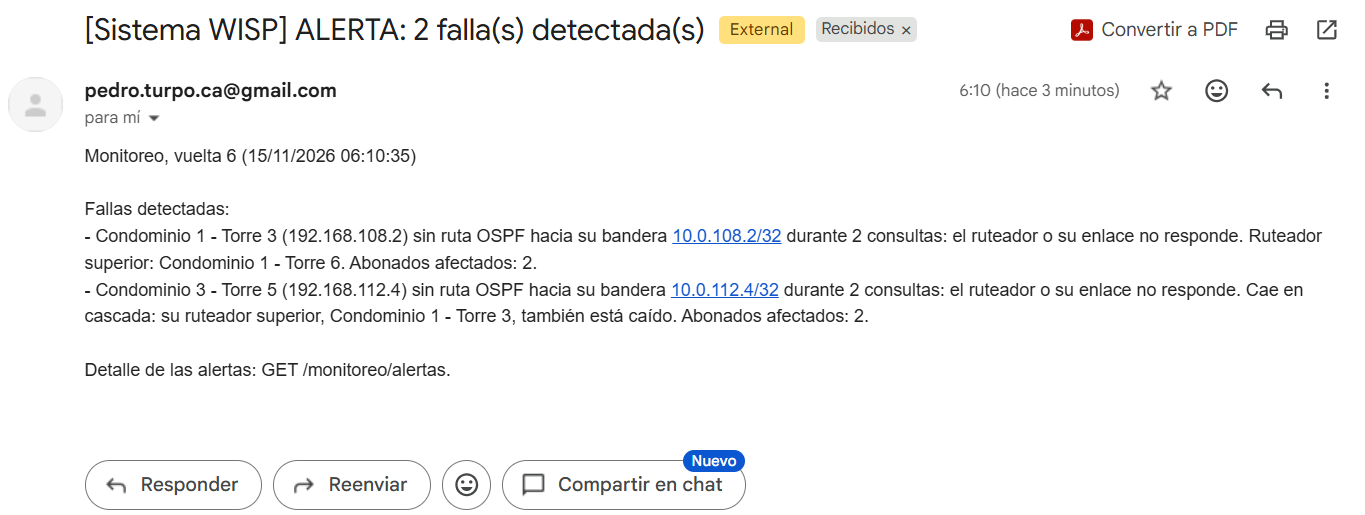 [Sistema WISP] ALERTA: 2 falla(s) detectada(s) External Recibidos × Convertir a PDF
pedro.turpo.ca@gmail.com 6:10 (hace 3 minutos)
para mí
Monitoreo, vuelta 6 (15/11/2026 06:10:35)
Fallas detectadas:
- Condominio 1 - Torre 3 (192.168.108.2) sin ruta OSPF hacia su bandera 10.0.108.2/32 durante 2 consultas: el ruteador o su enlace no responde. Ruteador
superior: Condominio 1 - Torre 6. Abonados afectados: 2.
- Condominio 3 - Torre 5 (192.168.112.4) sin ruta OSPF hacia su bandera 10.0.112.4/32 durante 2 consultas: el ruteador o su enlace no responde. Cae en
cascada: su ruteador superior, Condominio 1 - Torre 3, también está caído. Abonados afectados: 2.
Detalle de las alertas: GET /monitoreo/alertas.
Nuevo
Responder Reenviar Compartir en chat